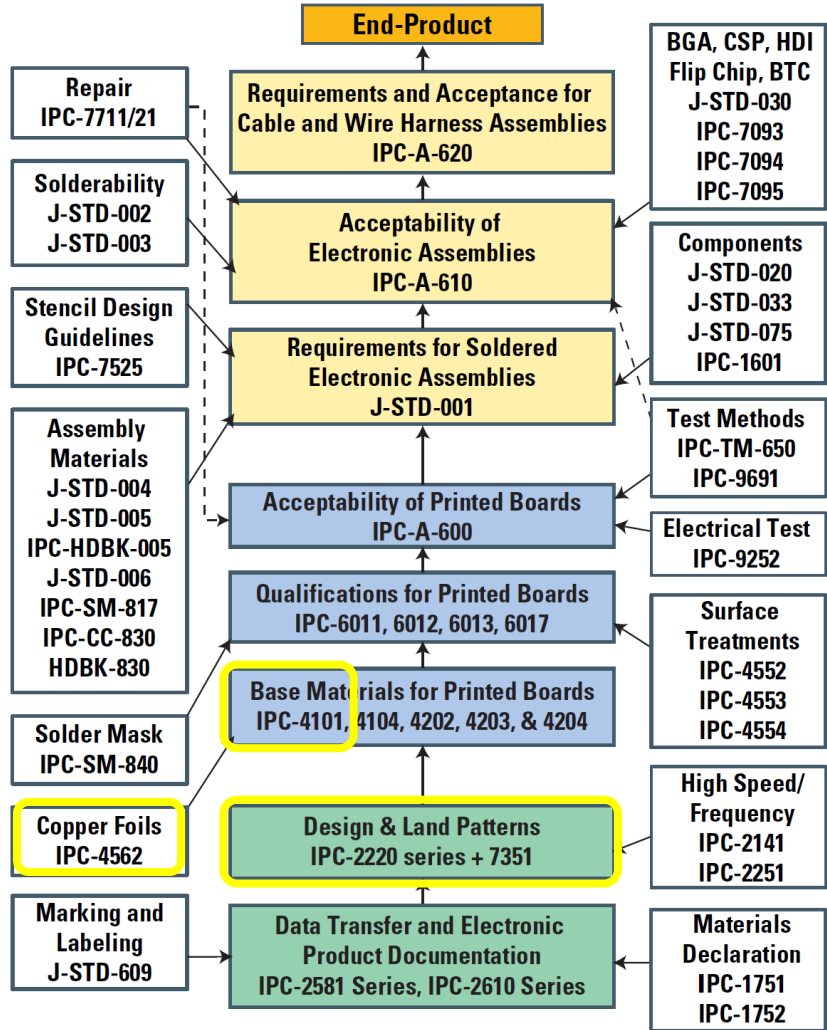 End-Product
Requirements and Acceptance for
Cable and Wire Harness Assemblies
IPC-A-620
Acceptability of
Electronic Assemblies
IPC-A-610
Requirements for Soldered
Electronic Assemblies
J-STD-001
Acceptability of Printed Boards
IPC-A-600
Qualifications for Printed Boards
IPC-6011, 6012, 6013, 6017
Base Materials for Printed Boards
IPC-4101, 4104, 4202, 4203, & 4204
Design & Land Patterns
IPC-2220 series + 7351
Data Transfer and Electronic
Product Documentation
IPC-2581 Series, IPC-2610 Series
Repair
IPC-7711/21
Solderability
J-STD-002
J-STD-003
Stencil Design
Guidelines
IPC-7525
Assembly
Materials
J-STD-004
J-STD-005
IPC-HDBK-005
J-STD-006
IPC-SM-817
IPC-CC-830
HDBK-830
Solder Mask
IPC-SM-840
Copper Foils
IPC-4562
Marking and
Labeling
J-STD-609
BGA, CSP, HDI
Flip Chip, BTC
J-STD-030
IPC-7093
IPC-7094
IPC-7095
Components
J-STD-020
J-STD-033
J-STD-075
IPC-1601
Test Methods
IPC-TM-650
IPC-9691
Electrical Test
IPC-9252
Surface
Treatments
IPC-4552
IPC-4553
IPC-4554
High Speed/
Frequency
IPC-2141
IPC-2251
Materials
Declaration
IPC-1751
IPC-1752